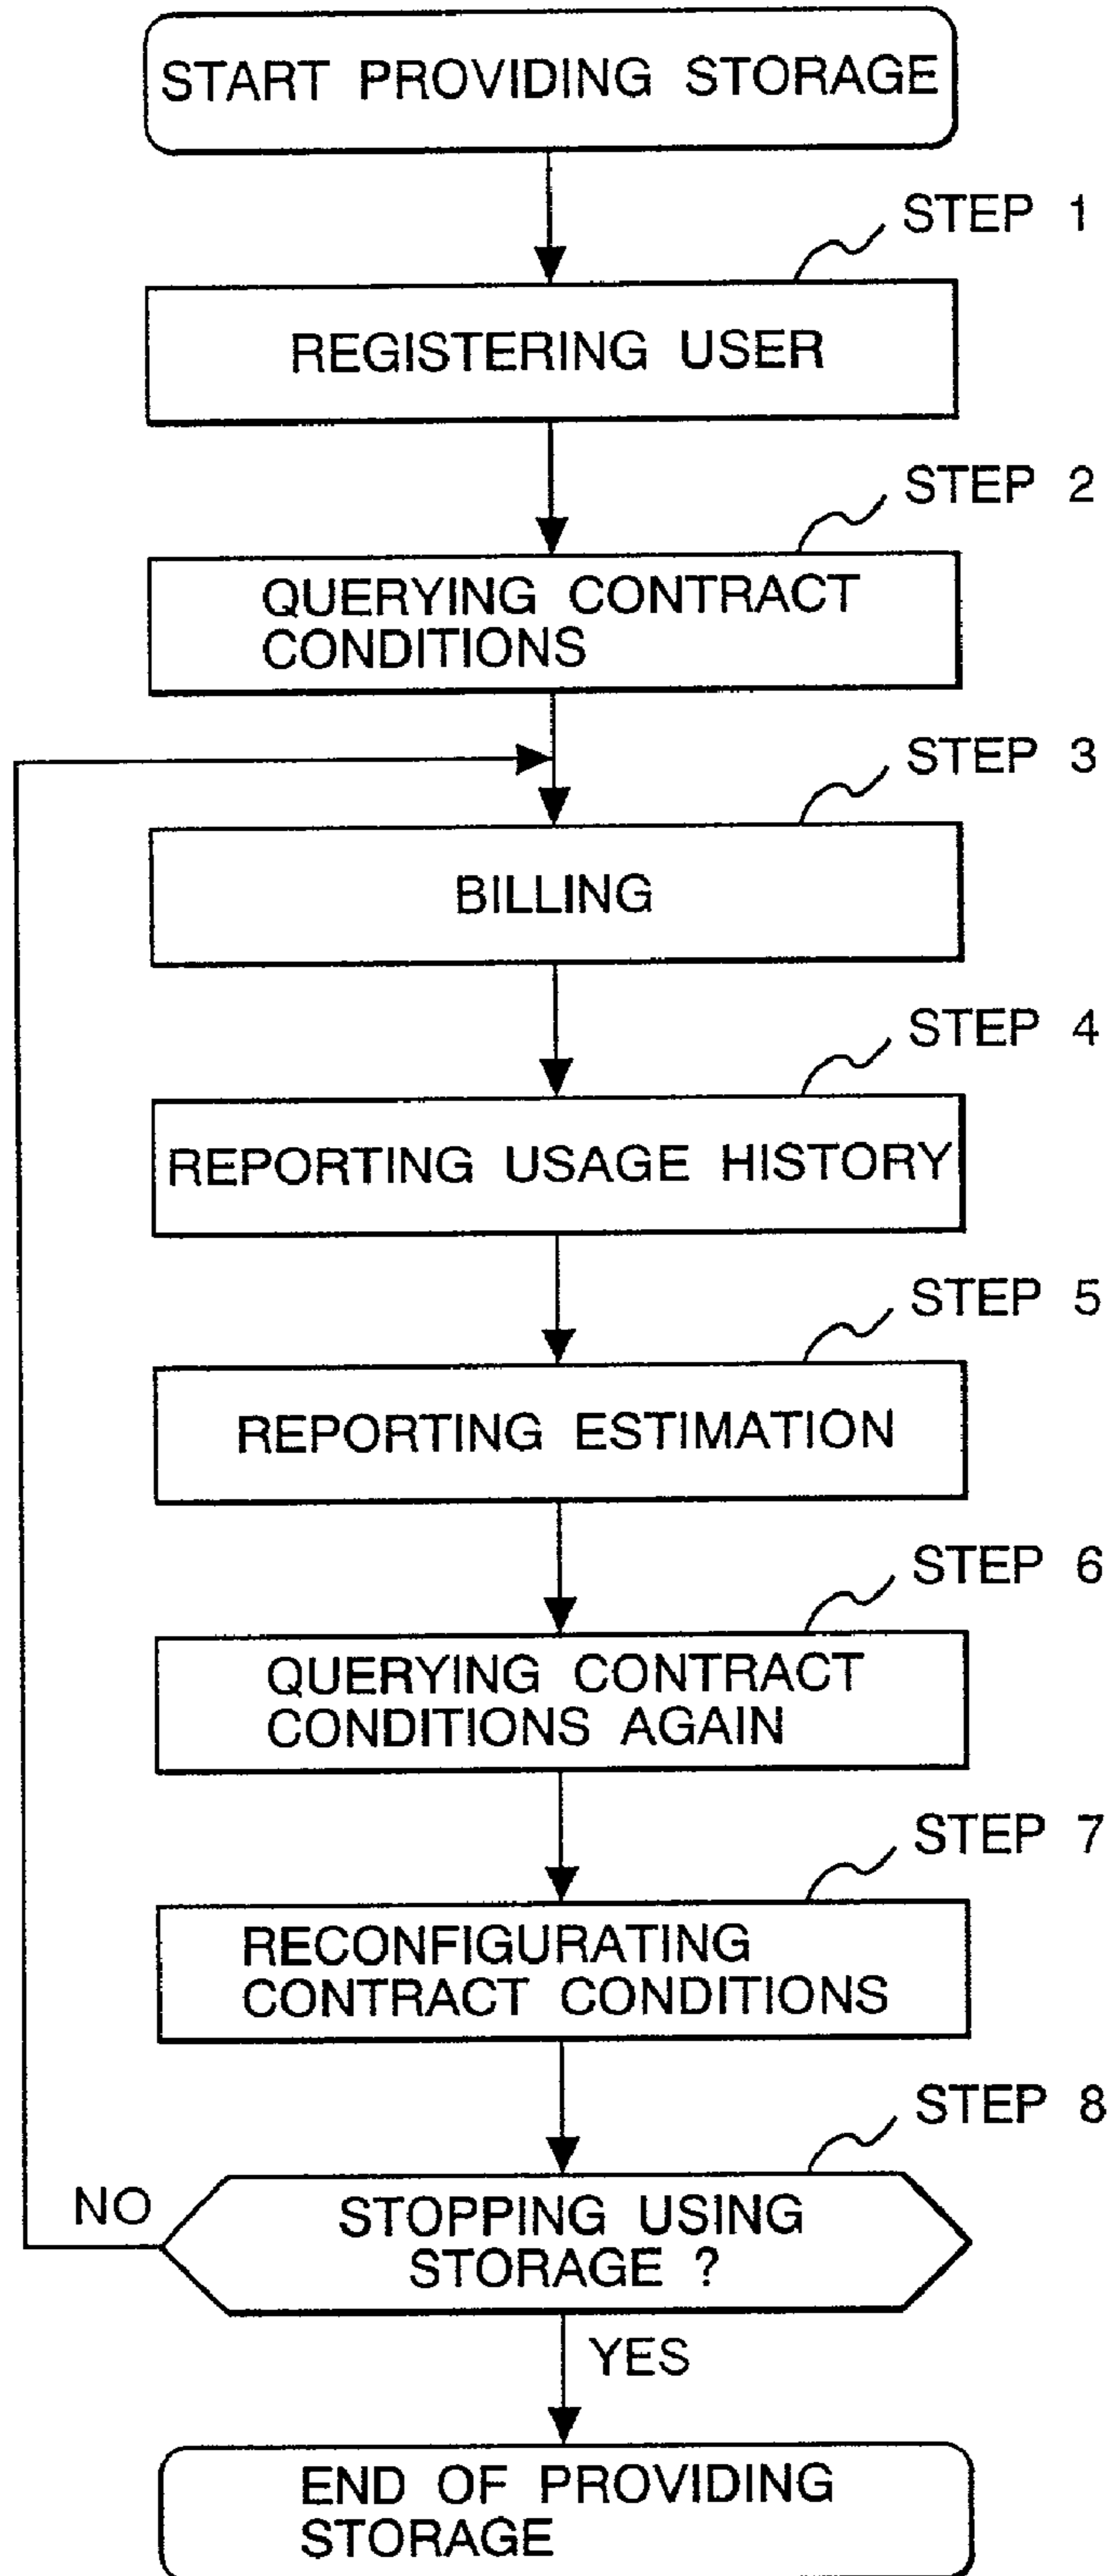 START PROVIDING STORAGE
STEP 1
REGISTERING USER
STEP 2
QUERYING CONTRACT
CONDITIONS
STEP 3
BILLING
STEP 4
REPORTING USAGE HISTORY
STEP 5
REPORTING ESTIMATION
STEP 6
QUERYING CONTRACT
CONDITIONS AGAIN
STEP 7
RECONFIGURATING
CONTRACT CONDITIONS
STEP 8
NO
STOPPING USING
STORAGE ?
YES
END OF PROVIDING
STORAGE